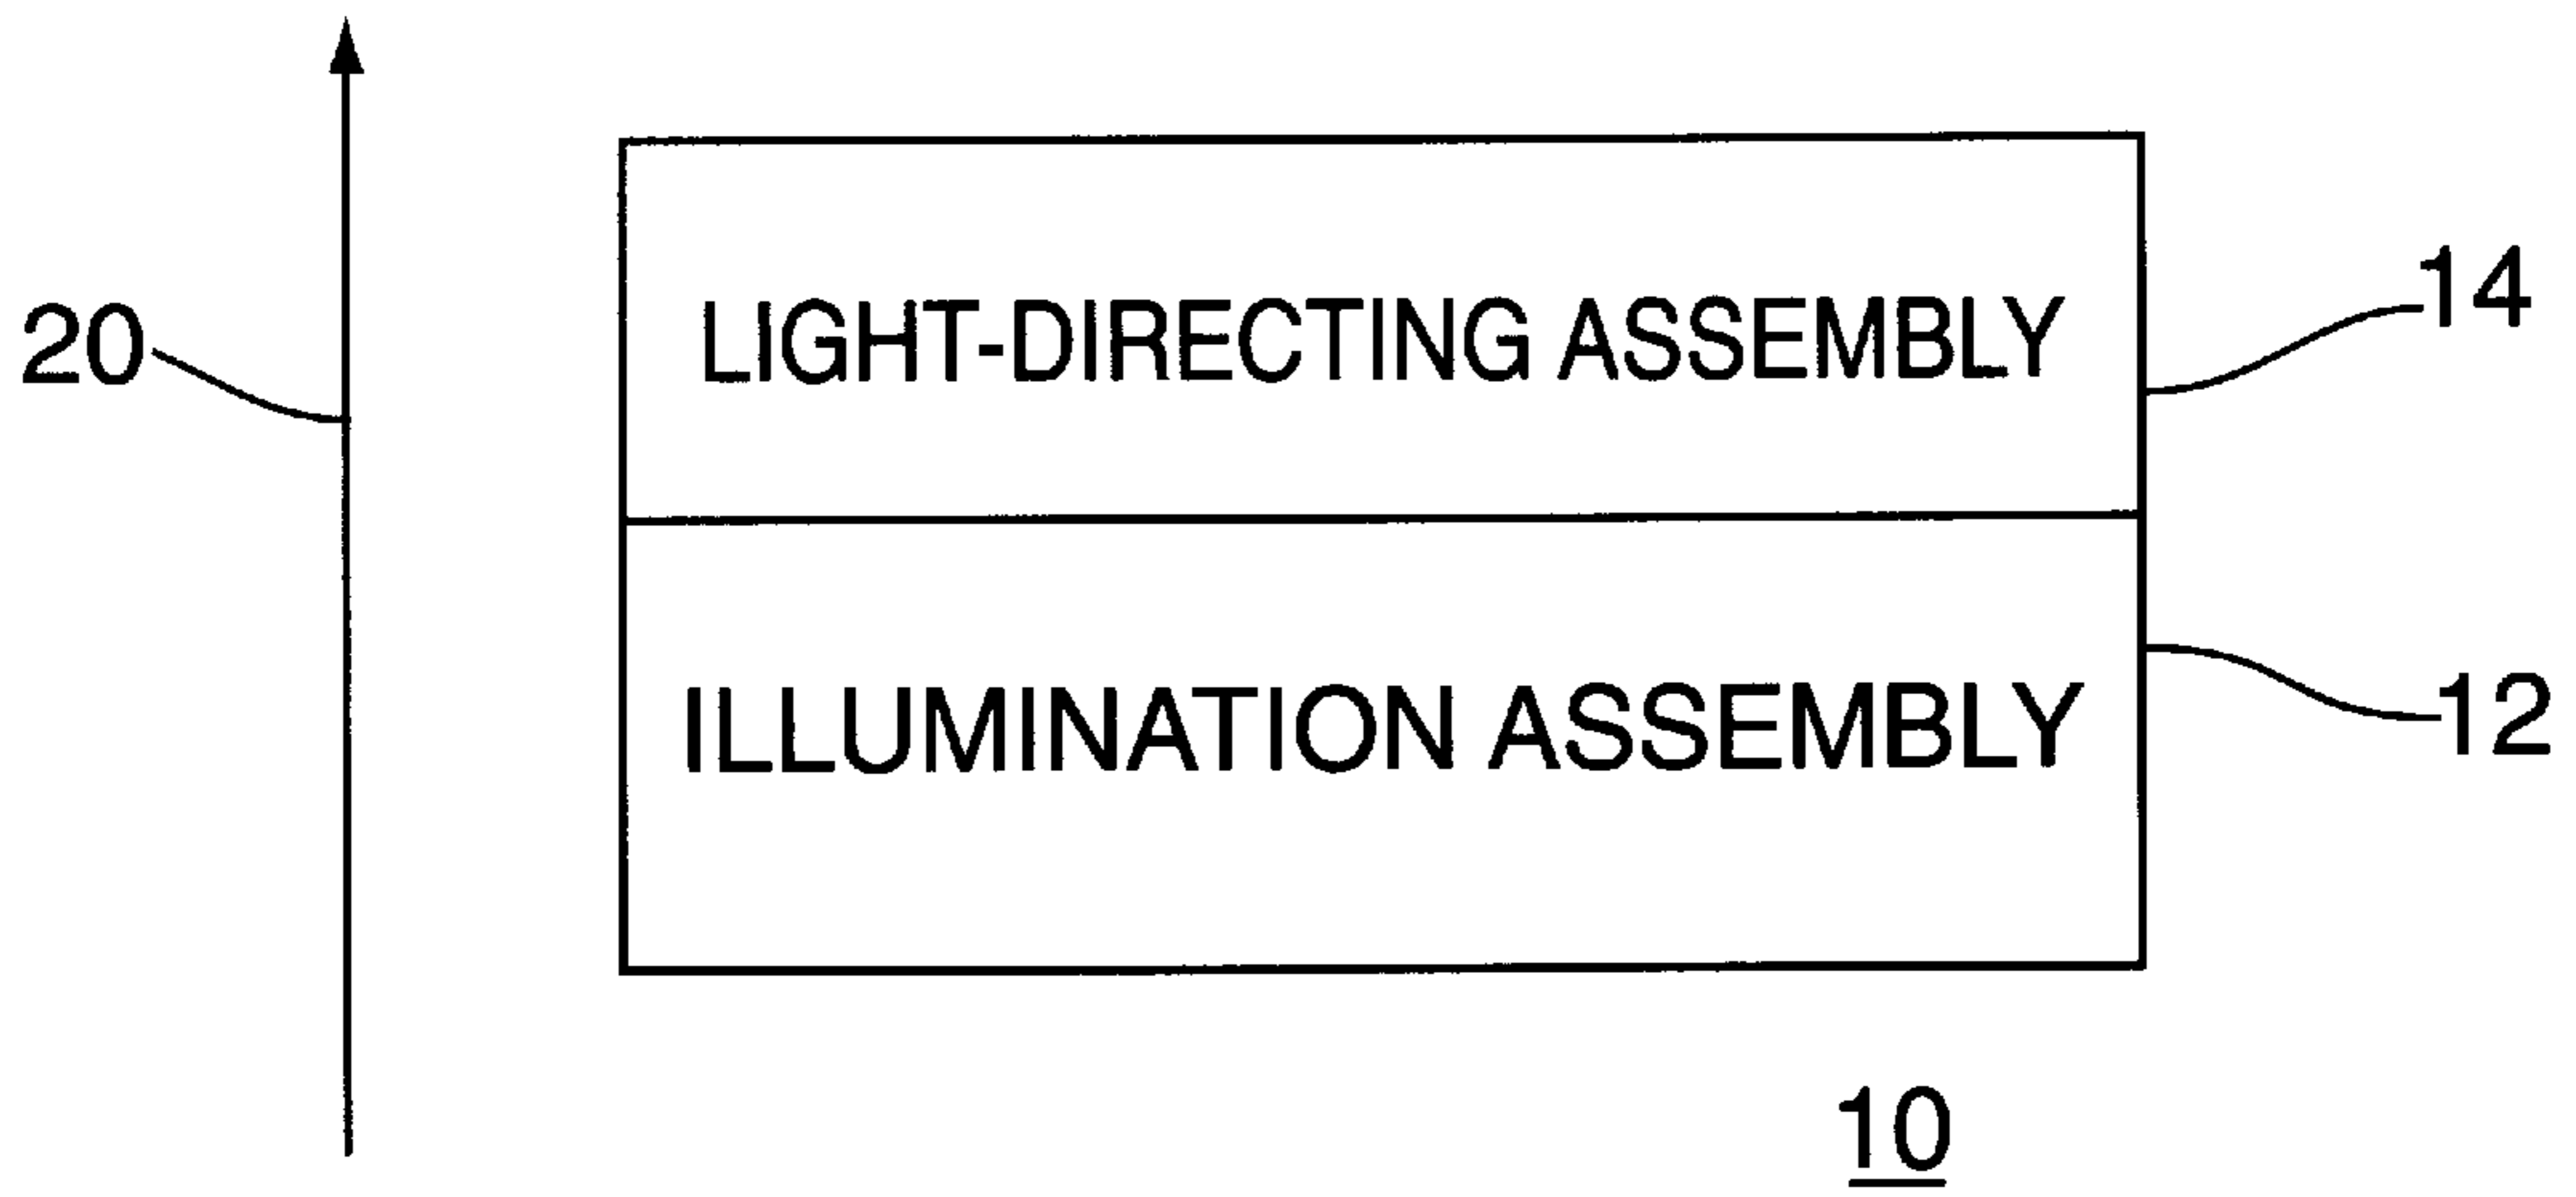 20
LIGHT-DIRECTING ASSEMBLY
14
ILLUMINATION ASSEMBLY
12
10